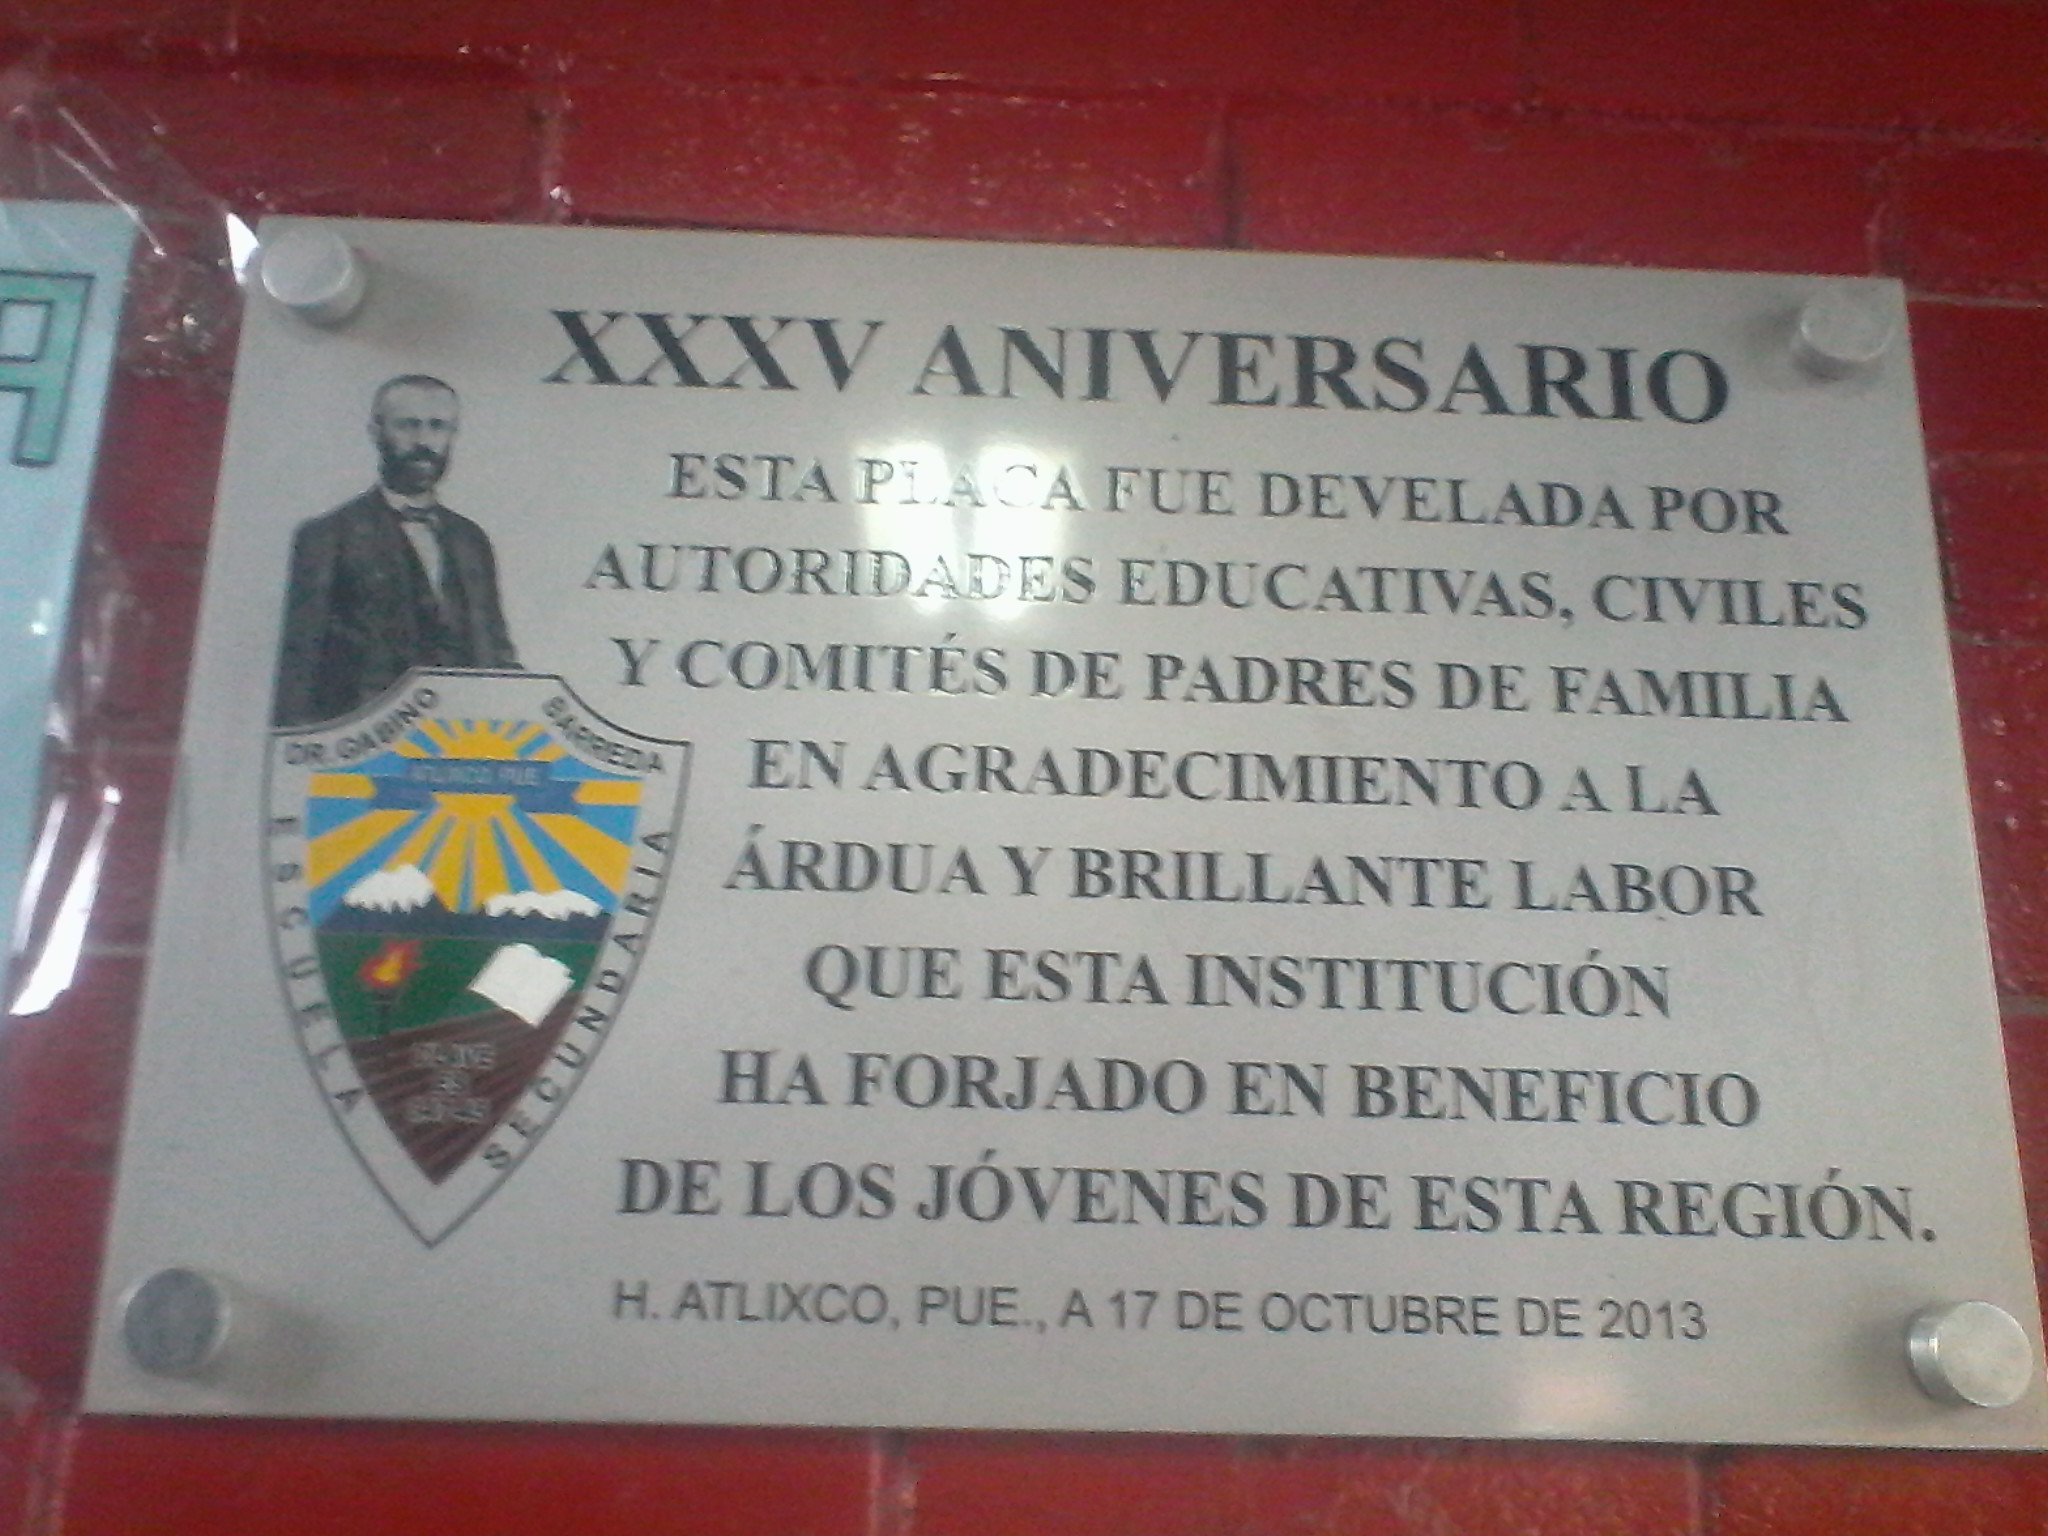 XXXV ANIVERSARIO
ESTA PLACA FUE DEVELADA POR
AUTORIDADES EDUCATIVAS, CIVILES
Y COMITÉS DE PADRES DE FAMILIA
EN AGRADECIMIENTO A LA
ÁRDUA Y BRILLANTE LABOR
QUE ESTA INSTITUCIÓN
HA FORJADO EN BENEFICIO
DE LOS JÓVENES DE ESTA REGIÓN.
H. ATLIXCO, PUE., A 17 DE OCTUBRE DE 2013
DR. GABINO BARREDA
ATLIXCO, PUE.
ESCUELA
SECUNDARIA